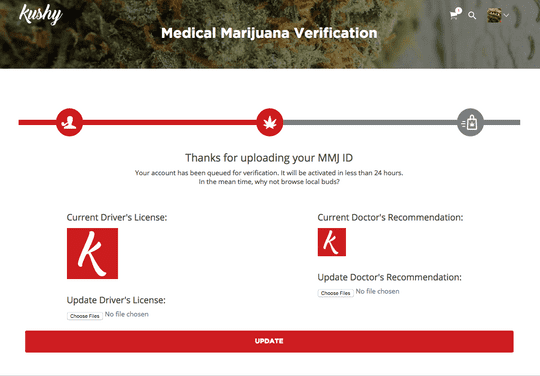 kushy
1
Medical Marijuana Verification
Thanks for uploading your MMJ ID
Your account has been queued for verification. It will be activated in less than 24 hours.
In the mean time, why not browse local buds?
Current Driver's License:
k
Update Driver's License:
Choose Files No file chosen
Current Doctor's Recommendation:
k
Update Doctor's Recommendation:
Choose Files No file chosen
UPDATE